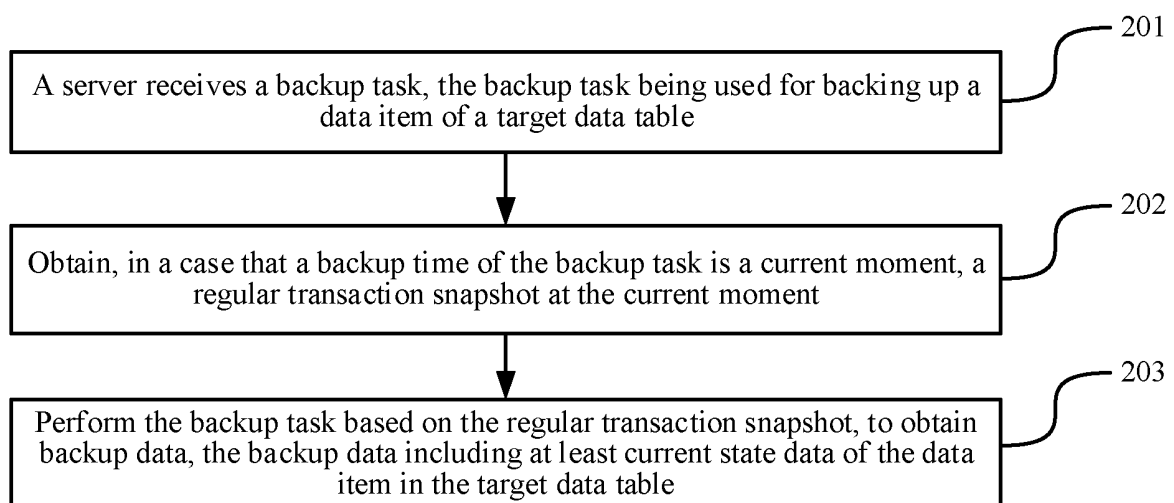 201
A server receives a backup task, the backup task being used for backing up a
data item of a target data table
202
Obtain, in a case that a backup time of the backup task is a current moment, a
regular transaction snapshot at the current moment
203
Perform the backup task based on the regular transaction snapshot, to obtain
backup data, the backup data including at least current state data of the data
item in the target data table